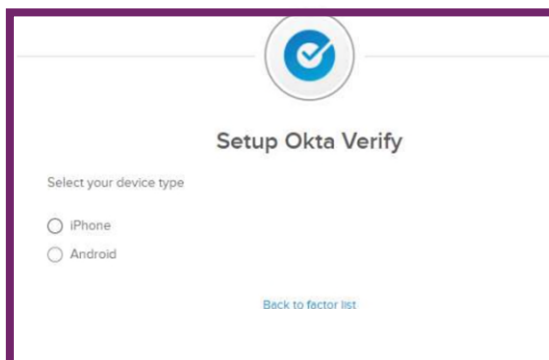 Setup Okta Verify
Select your device type
iPhone
Android
Back to factor list